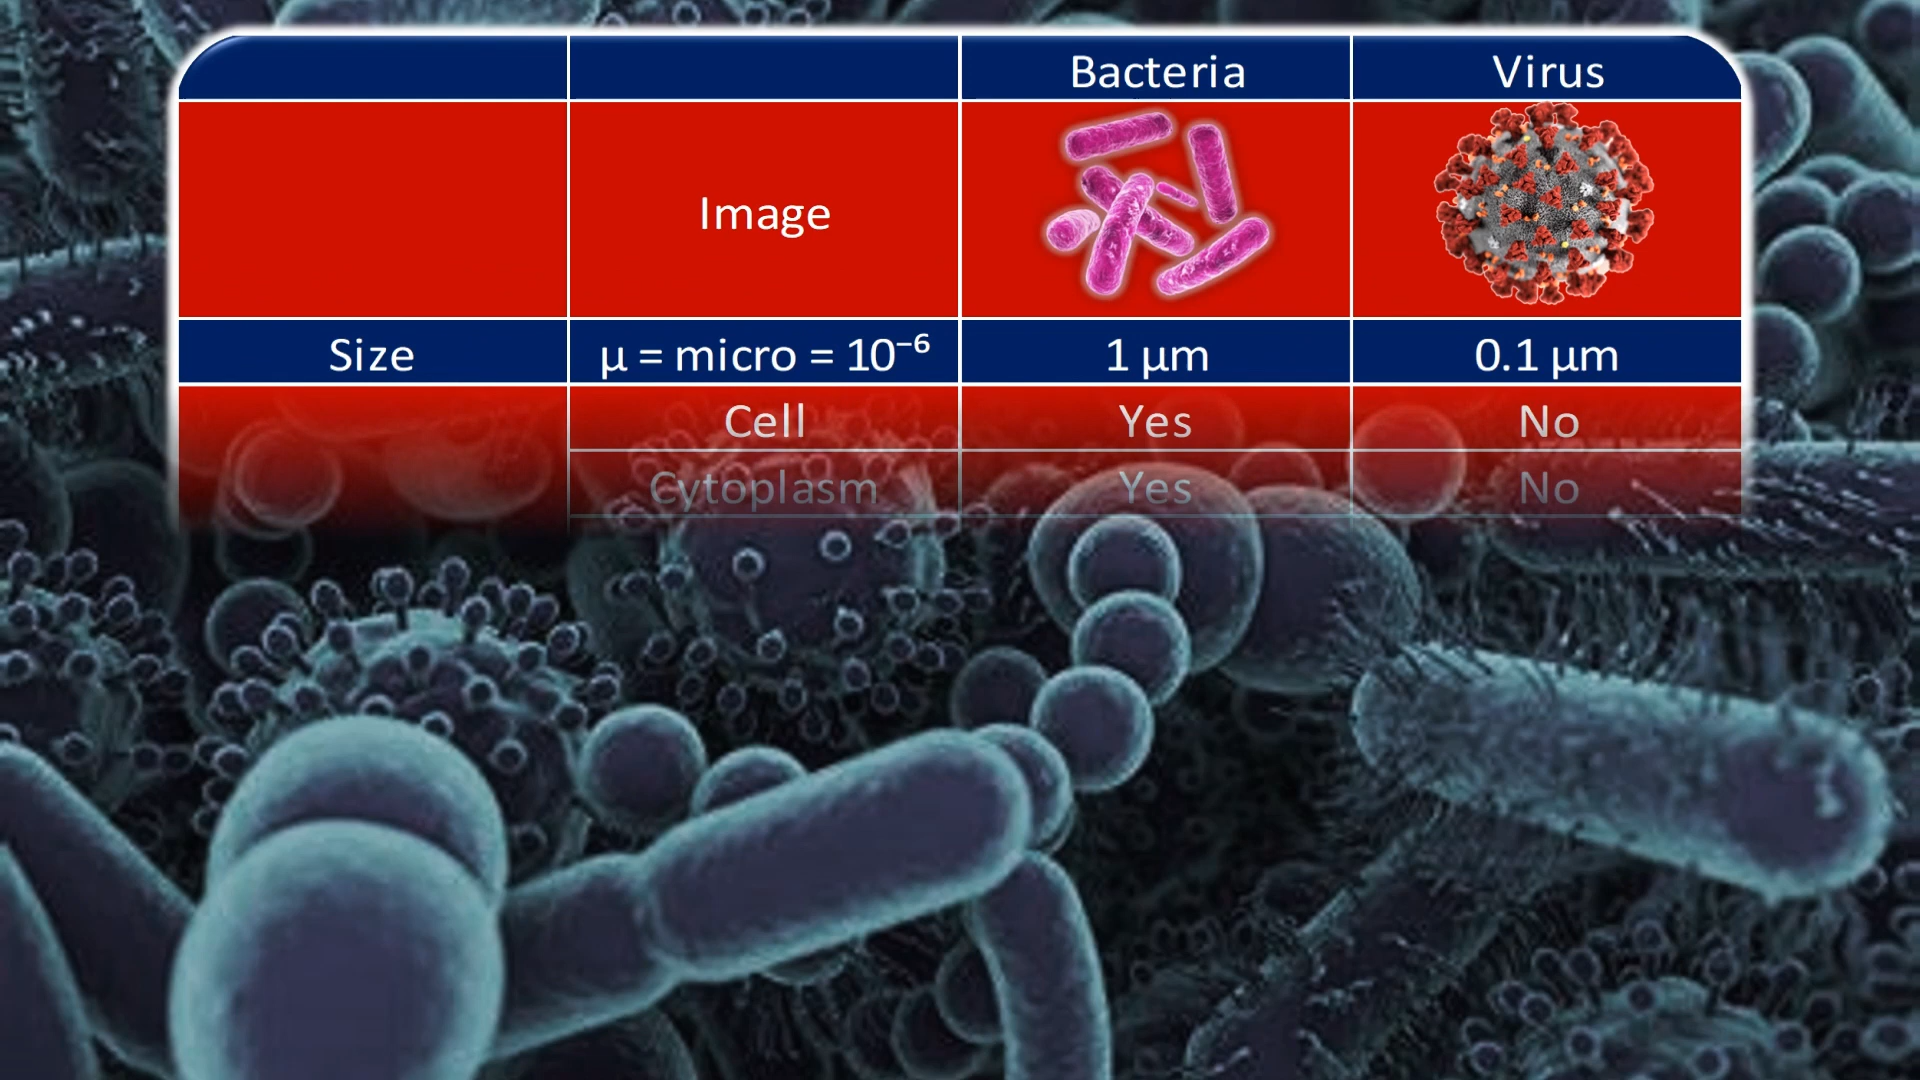 Bacteria Virus
Image
Size μ = micro = 10⁻⁶ 1 μm 0.1 μm
Cell Yes No
Cytoplasm Yes No